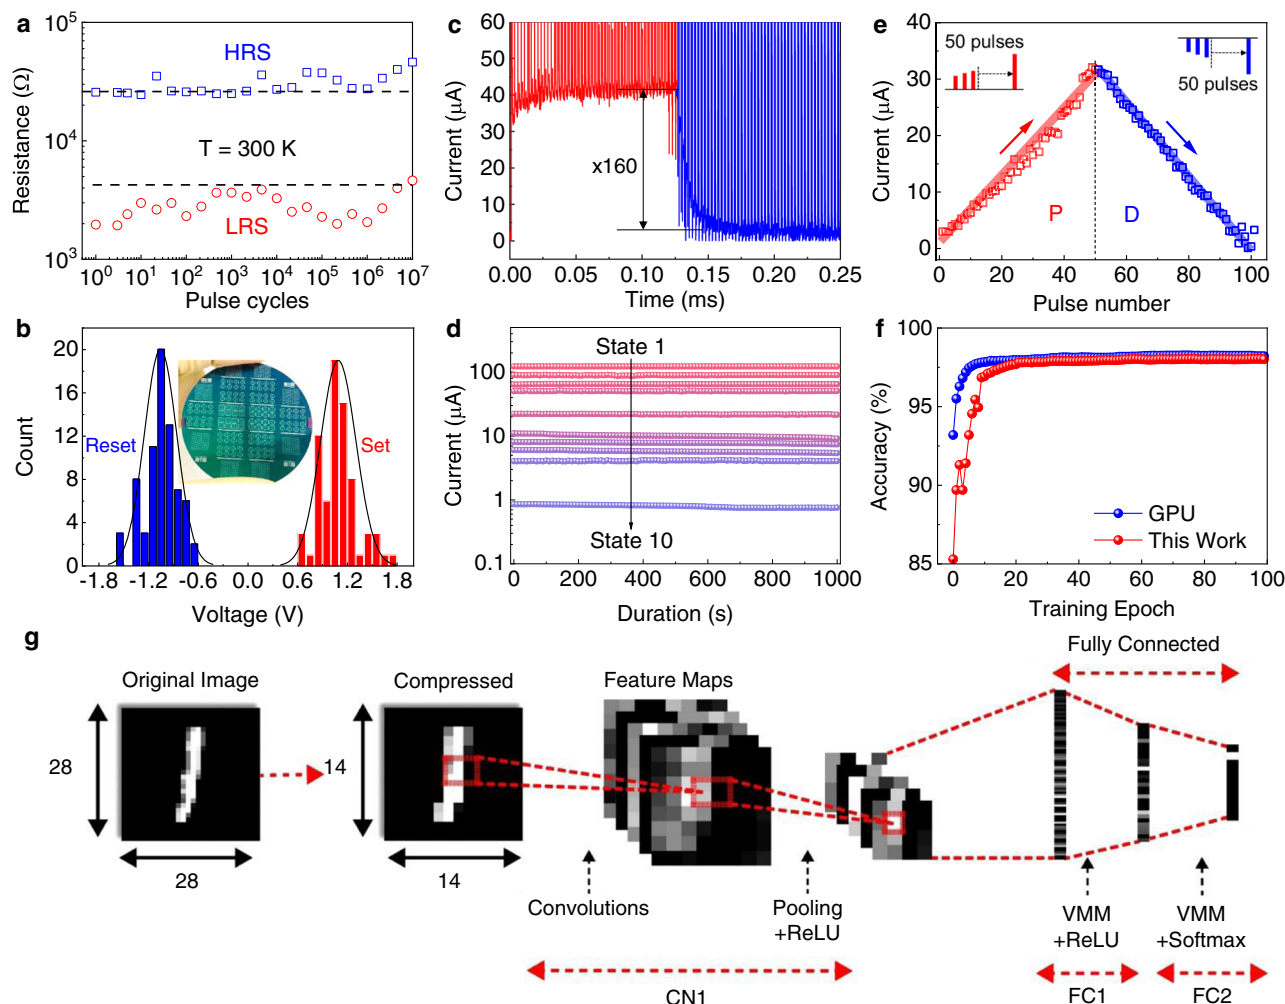 a
10⁵
10⁴
10³
Resistance (Ω)
HRS
T = 300 K
LRS
10⁰ 10¹ 10² 10³ 10⁴ 10⁵ 10⁶ 10⁷
Pulse cycles
b
20
16
12
8
4
0
Count
Reset
Set
-1.8 -1.2 -0.6 0.0 0.6 1.2 1.8
Voltage (V)
c
60
50
40
30
20
10
0
Current (μA)
x160
0.00 0.05 0.10 0.15 0.20 0.25
Time (ms)
d
100
10
1
0.1
Current (μA)
State 1
State 10
0 200 400 600 800 1000
Duration (s)
e
40
30
20
10
0
Current (μA)
50 pulses
50 pulses
P
D
0 20 40 60 80 100
Pulse number
f
100
95
90
85
Accuracy (%)
GPU
This Work
0 20 40 60 80 100
Training Epoch
g
Fully Connected
Original Image
Compressed
Feature Maps
28
14
28
14
Convolutions
Pooling
+ReLU
VMM
+ReLU
VMM
+Softmax
CN1
FC1
FC2